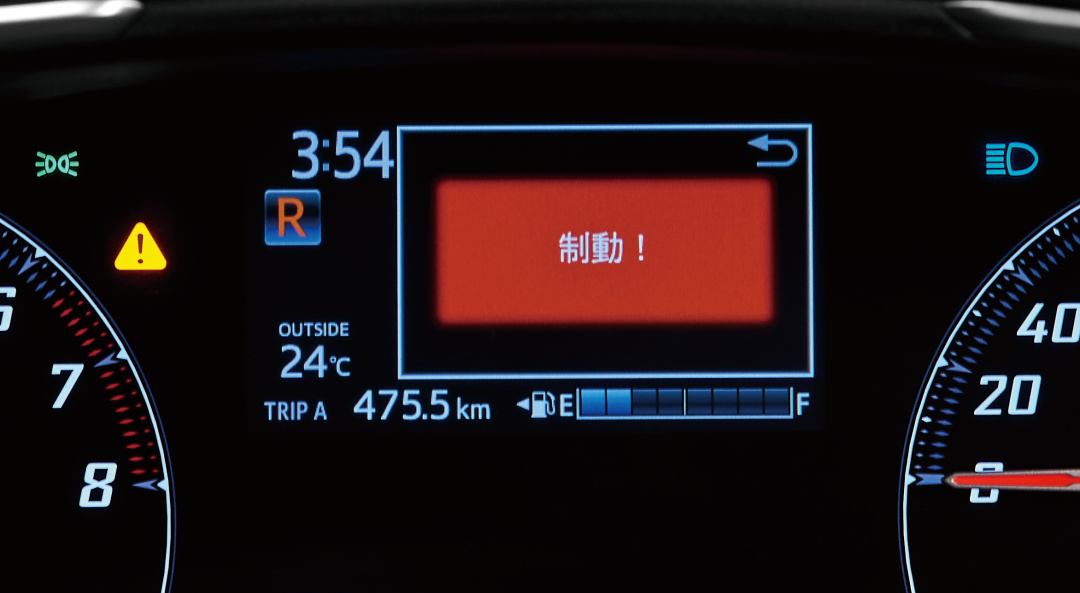 3:54
R
制動！
OUTSIDE
24℃
TRIP A 475.5 km
E F
6
7
8
40
20
0